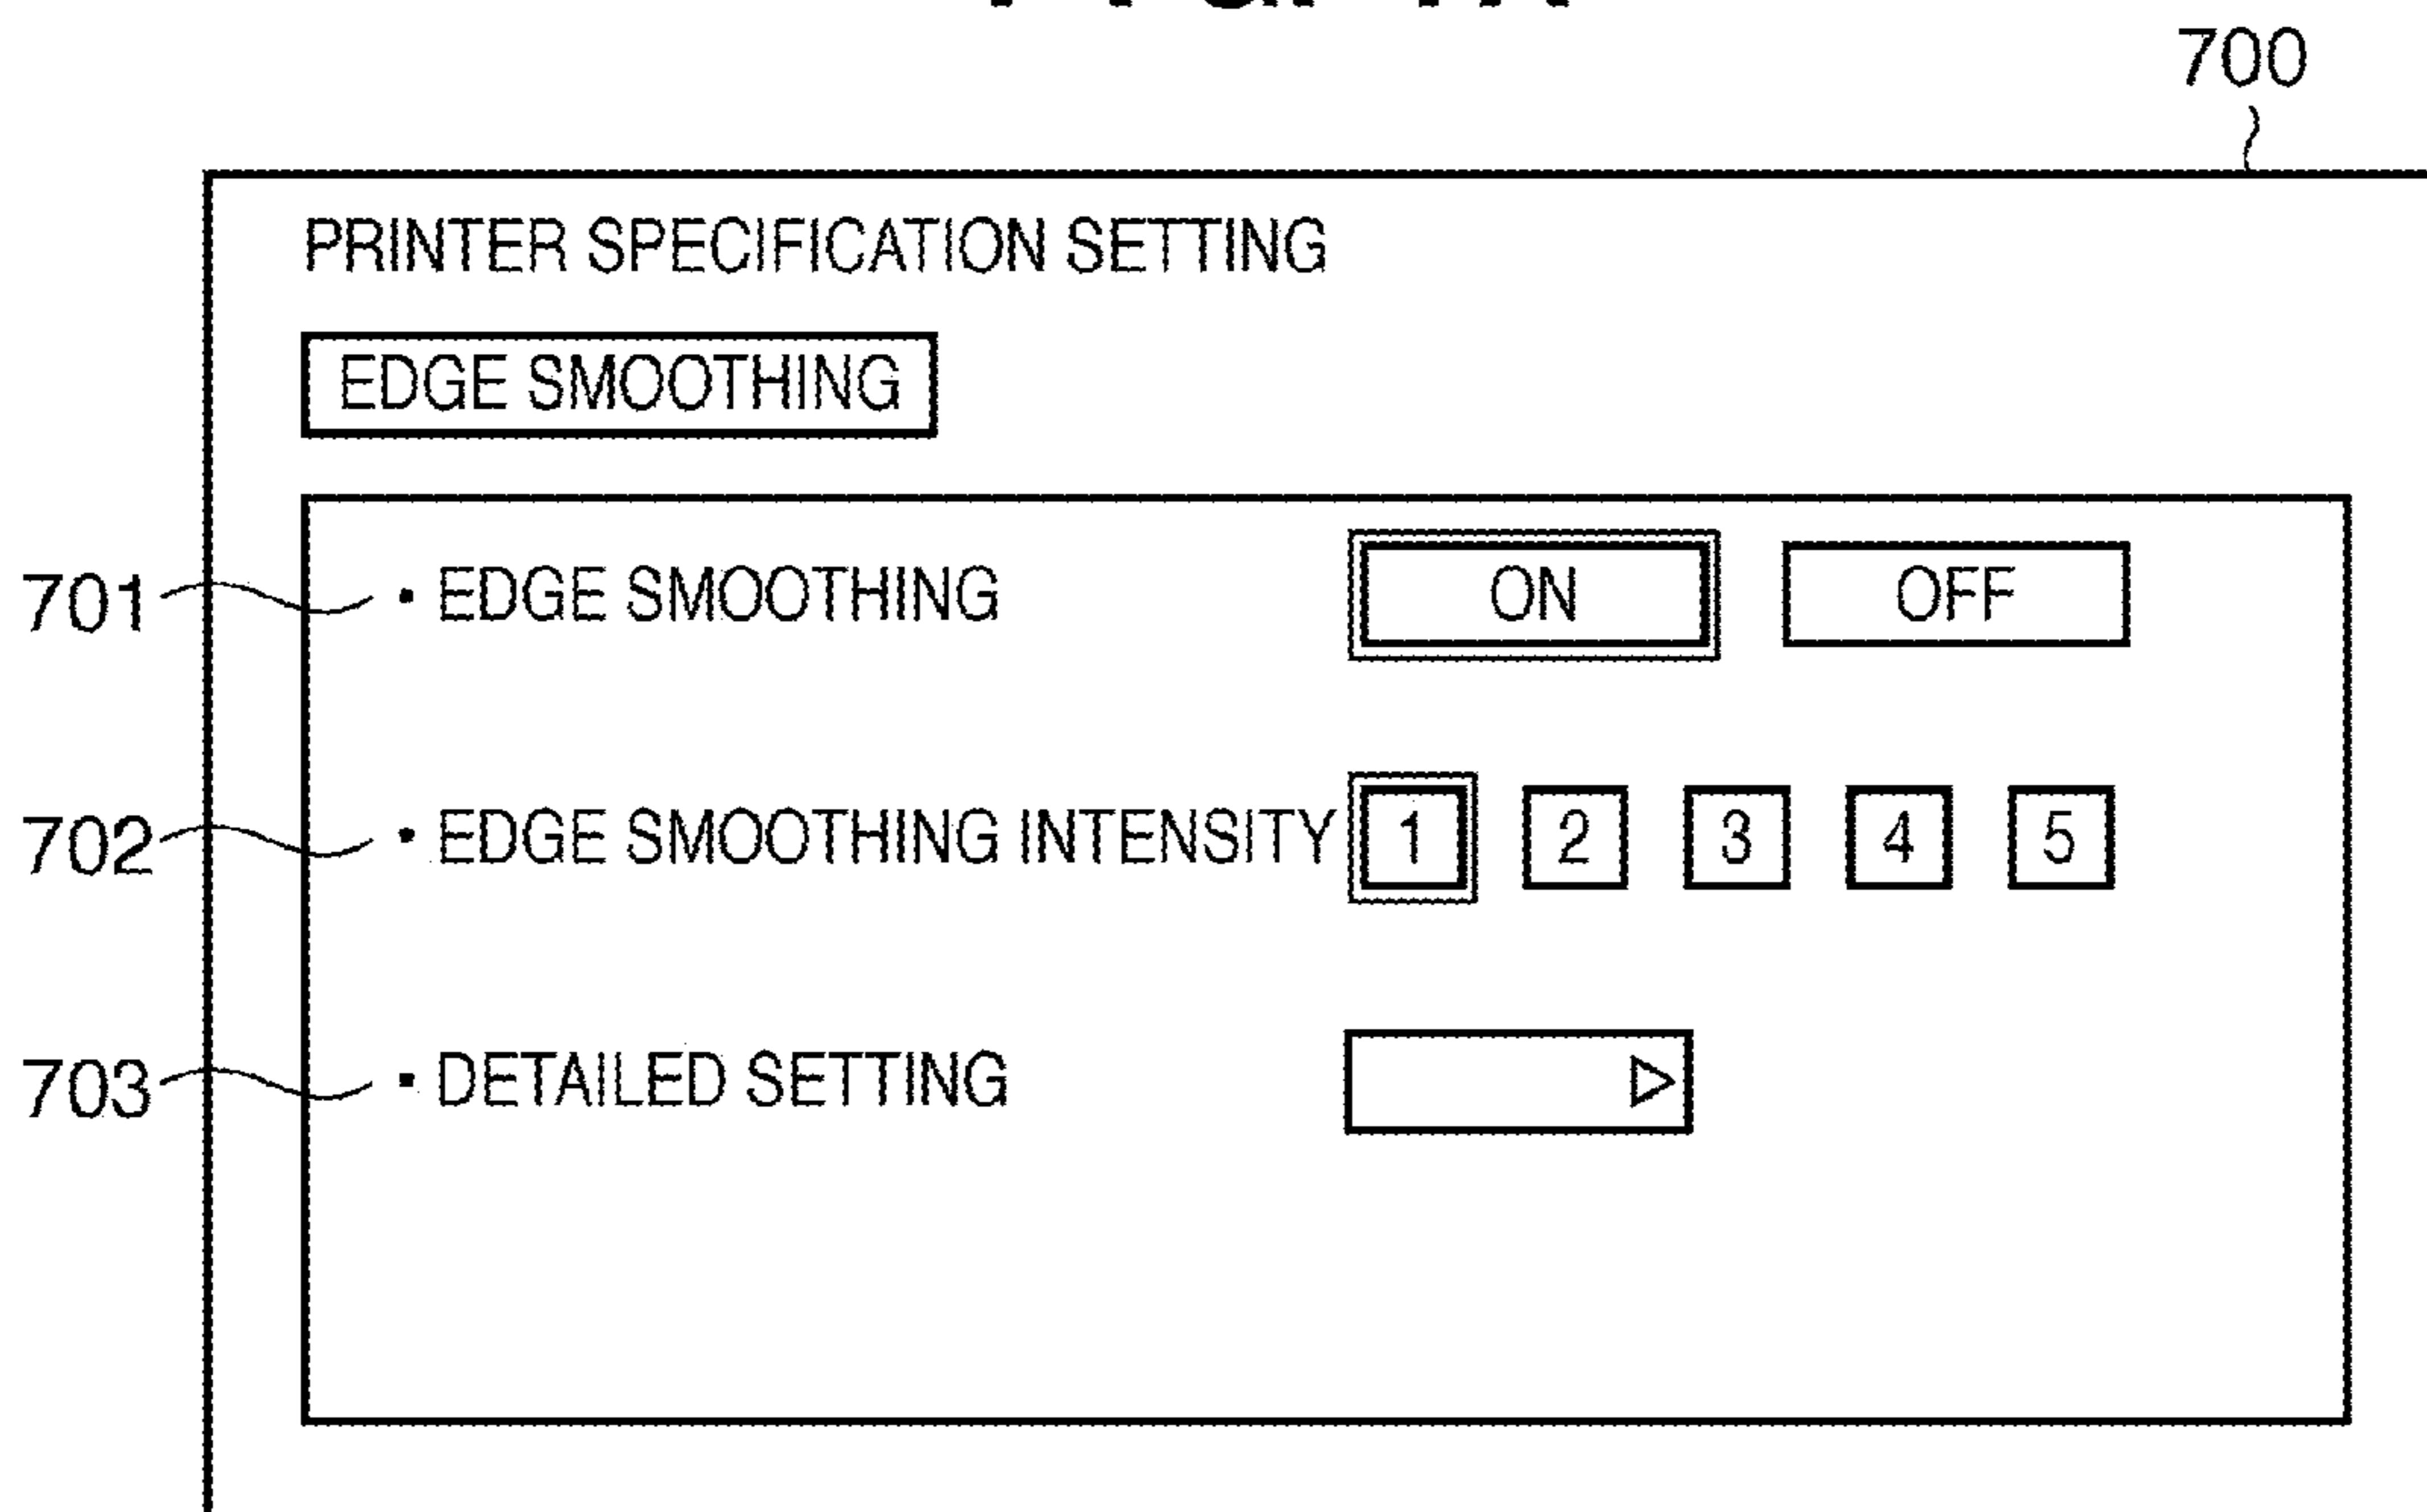 700
PRINTER SPECIFICATION SETTING
EDGE SMOOTHING
701 • EDGE SMOOTHING ON OFF
702 • EDGE SMOOTHING INTENSITY 1 2 3 4 5
703 • DETAILED SETTING